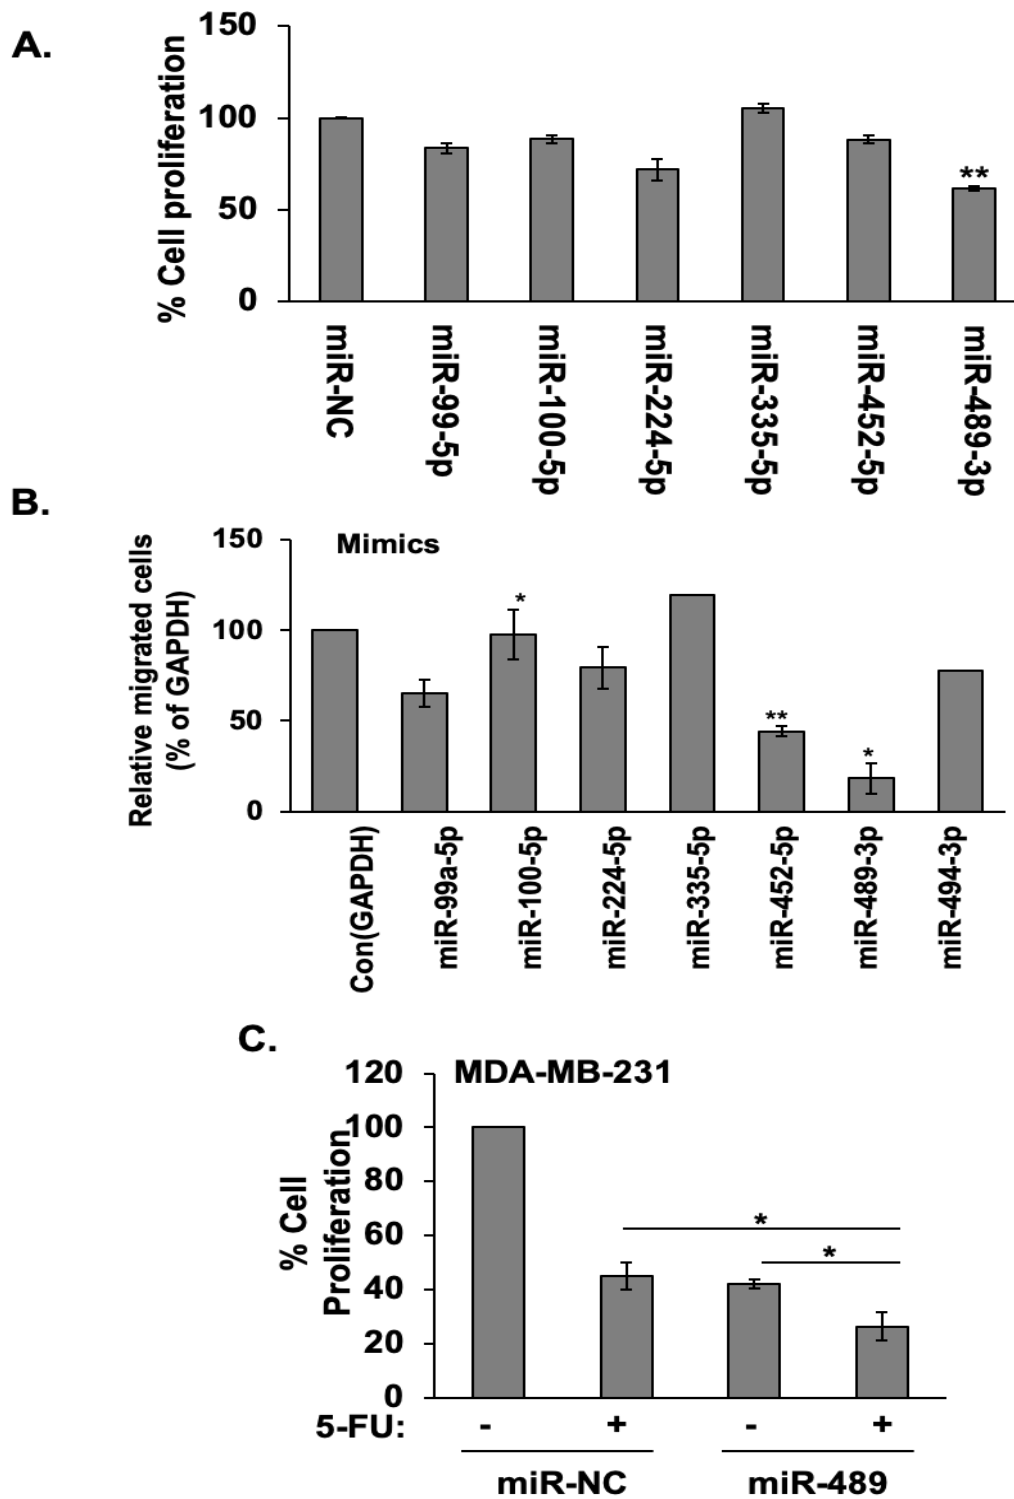 A.
% Cell proliferation
150
100
50
0
**
miR-NC
miR-99-5p
miR-100-5p
miR-224-5p
miR-335-5p
miR-452-5p
miR-489-3p
B.
Relative migrated cells
(% of GAPDH)
150
100
50
0
Mimics
*
**
*
Con(GAPDH)
miR-99a-5p
miR-100-5p
miR-224-5p
miR-335-5p
miR-452-5p
miR-489-3p
miR-494-3p
C.
% Cell
Proliferation
120
100
80
60
40
20
0
MDA-MB-231
*
*
5-FU: - + - +
miR-NC miR-489